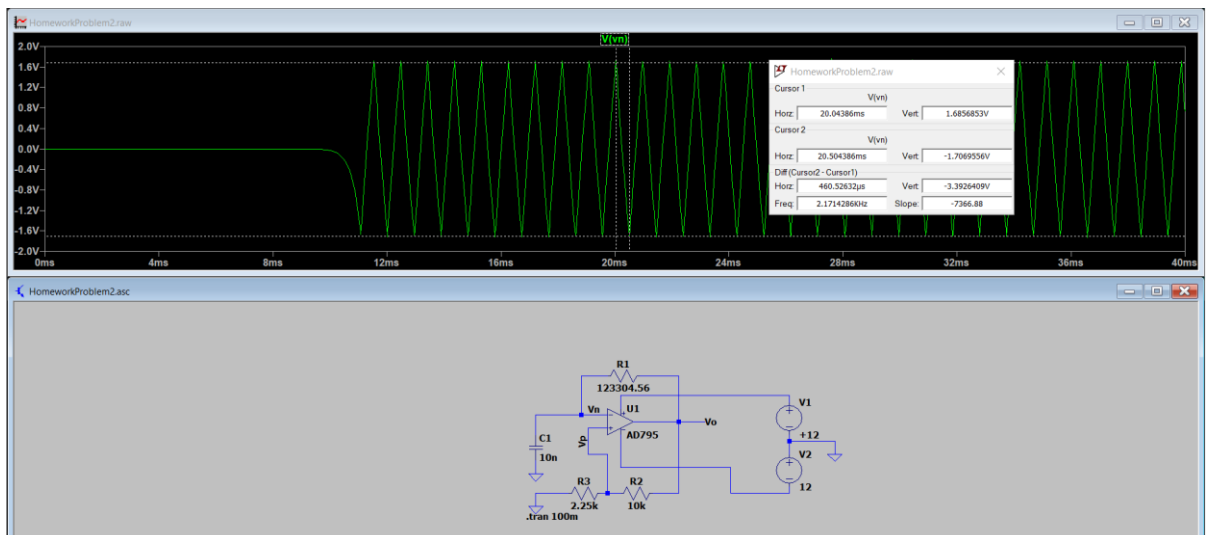 HomeworkProblem2.raw
V(vn)
2.0V
1.6V
1.2V
0.8V
0.4V
0.0V
-0.4V
-0.8V
-1.2V
-1.6V
-2.0V
0ms 4ms 8ms 12ms 16ms 20ms 24ms 28ms 32ms 36ms 40ms
HomeworkProblem2.raw
Cursor 1
V(vn)
Horz: 20.04386ms Vert: 1.6856853V
Cursor 2
V(vn)
Horz: 20.504386ms Vert: -1.7069556V
Diff (Cursor2 - Cursor1)
Horz: 460.52632µs Vert: -3.3926409V
Freq: 2.1714286KHz Slope: -7366.88
HomeworkProblem2.asc
R1
123304.56
Vn
U1
AD795
Vo
Vp
C1
10n
R3
2.25k
R2
10k
V1
+12
V2
12
.tran 100m